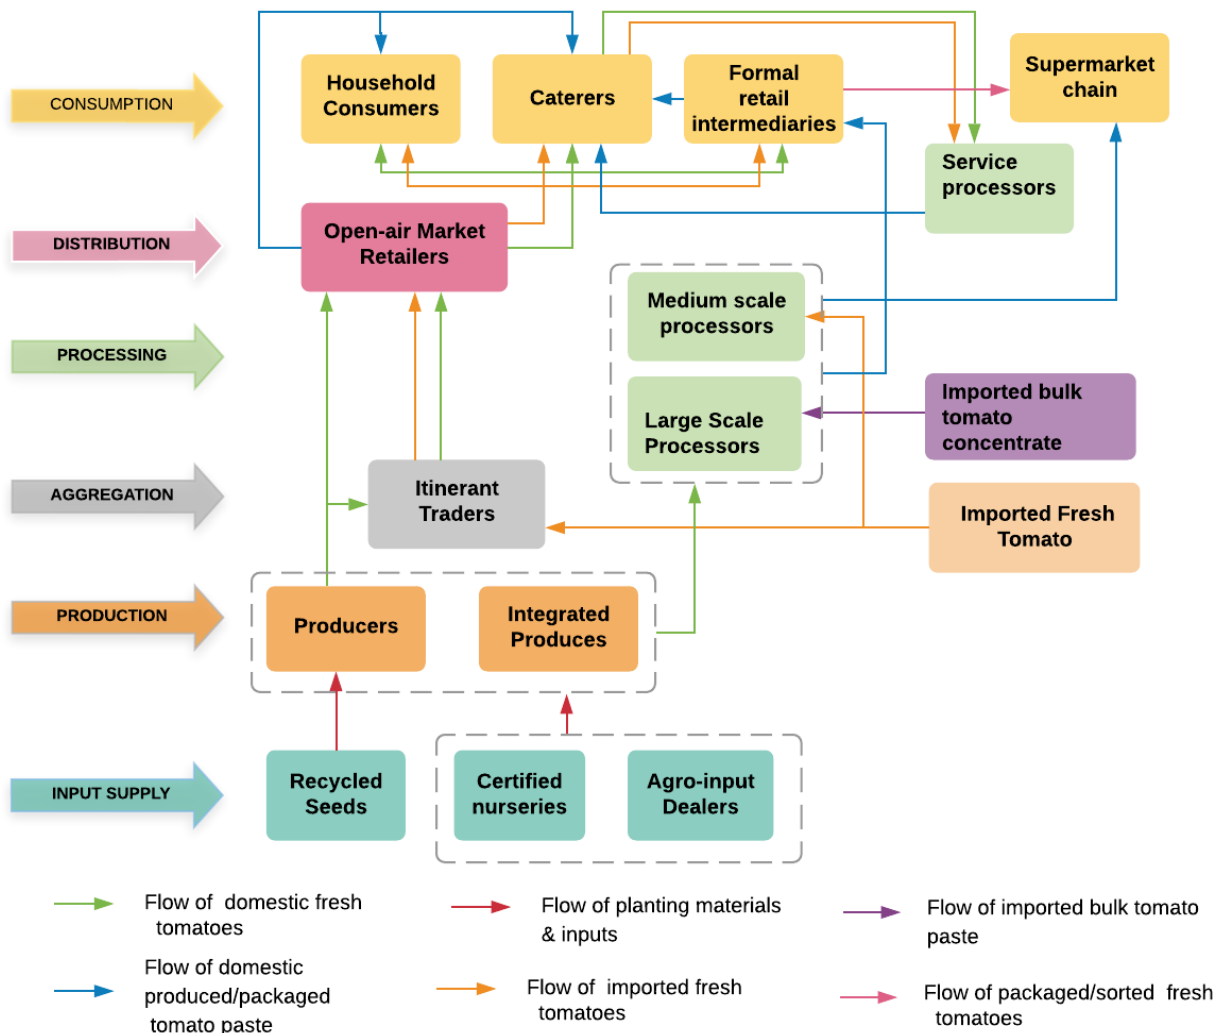 CONSUMPTION
Household
Consumers
Caterers
Formal
retail
intermediaries
Supermarket
chain
Service
processors
DISTRIBUTION
Open-air Market
Retailers
PROCESSING
Medium scale
processors
Large Scale
Processors
Imported bulk
tomato
concentrate
AGGREGATION
Itinerant
Traders
Imported Fresh
Tomato
PRODUCTION
Producers
Integrated
Produces
INPUT SUPPLY
Recycled
Seeds
Certified
nurseries
Agro-input
Dealers
Flow of domestic fresh
tomatoes
Flow of planting materials
& inputs
Flow of imported bulk tomato
paste
Flow of domestic
produced/packaged
tomato paste
Flow of imported fresh
tomatoes
Flow of packaged/sorted fresh
tomatoes